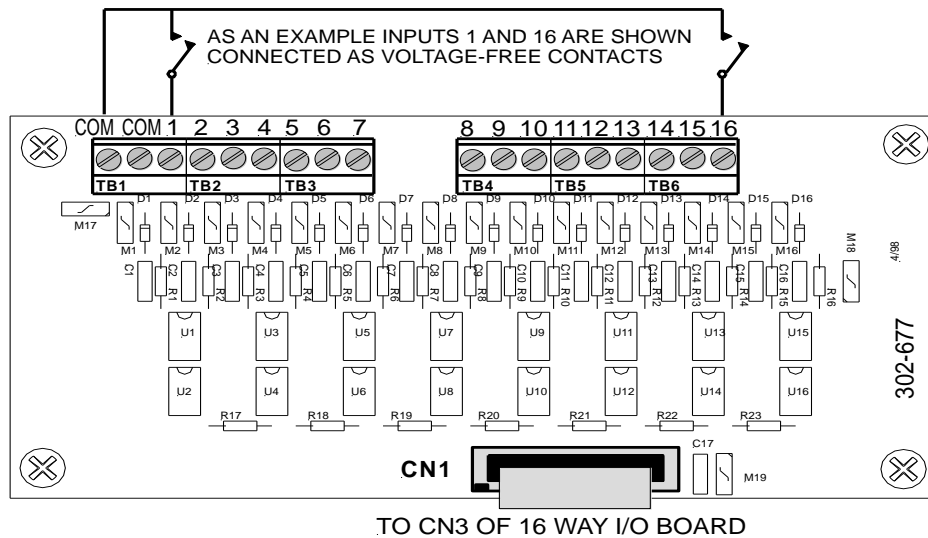 AS AN EXAMPLE INPUTS 1 AND 16 ARE SHOWN
CONNECTED AS VOLTAGE-FREE CONTACTS
COM COM 1 2 3 4 5 6 7 8 9 10 11 12 13 14 15 16
TB1 TB2 TB3 TB4 TB5 TB6
D1 D2 D3 D4 D5 D6 D7 D8 D9 D10 D11 D12 D13 D14 D15 D16
M17
M1 M2 M3 M4 M5 M6 M7 M8 M9 M10 M11 M12 M13 M14 M15 M16
M18
4/98
C1 C2 C3 C4 C5 C6 C7 C8 C9 C10 C11 C12 C13 C14 C15 C16
R1 R2 R3 R4 R5 R6 R7 R8 R9 R10 R11 R12 R13 R14 R15 R16
U1 U3 U5 U7 U9 U11 U13 U15
U2 U4 U6 U8 U10 U12 U14 U16
302-677
R17 R18 R19 R20 R21 R22 R23
C17
CN1
M19
TO CN3 OF 16 WAY I/O BOARD